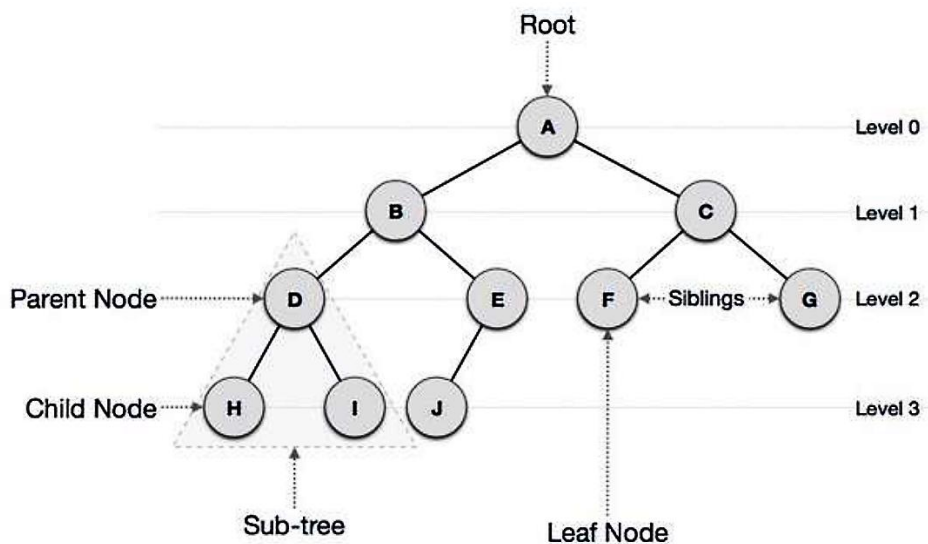 Root
A
Level 0
B
C
Level 1
Parent Node
D
E
F
Siblings
G
Level 2
Child Node
H
I
J
Level 3
Sub-tree
Leaf Node